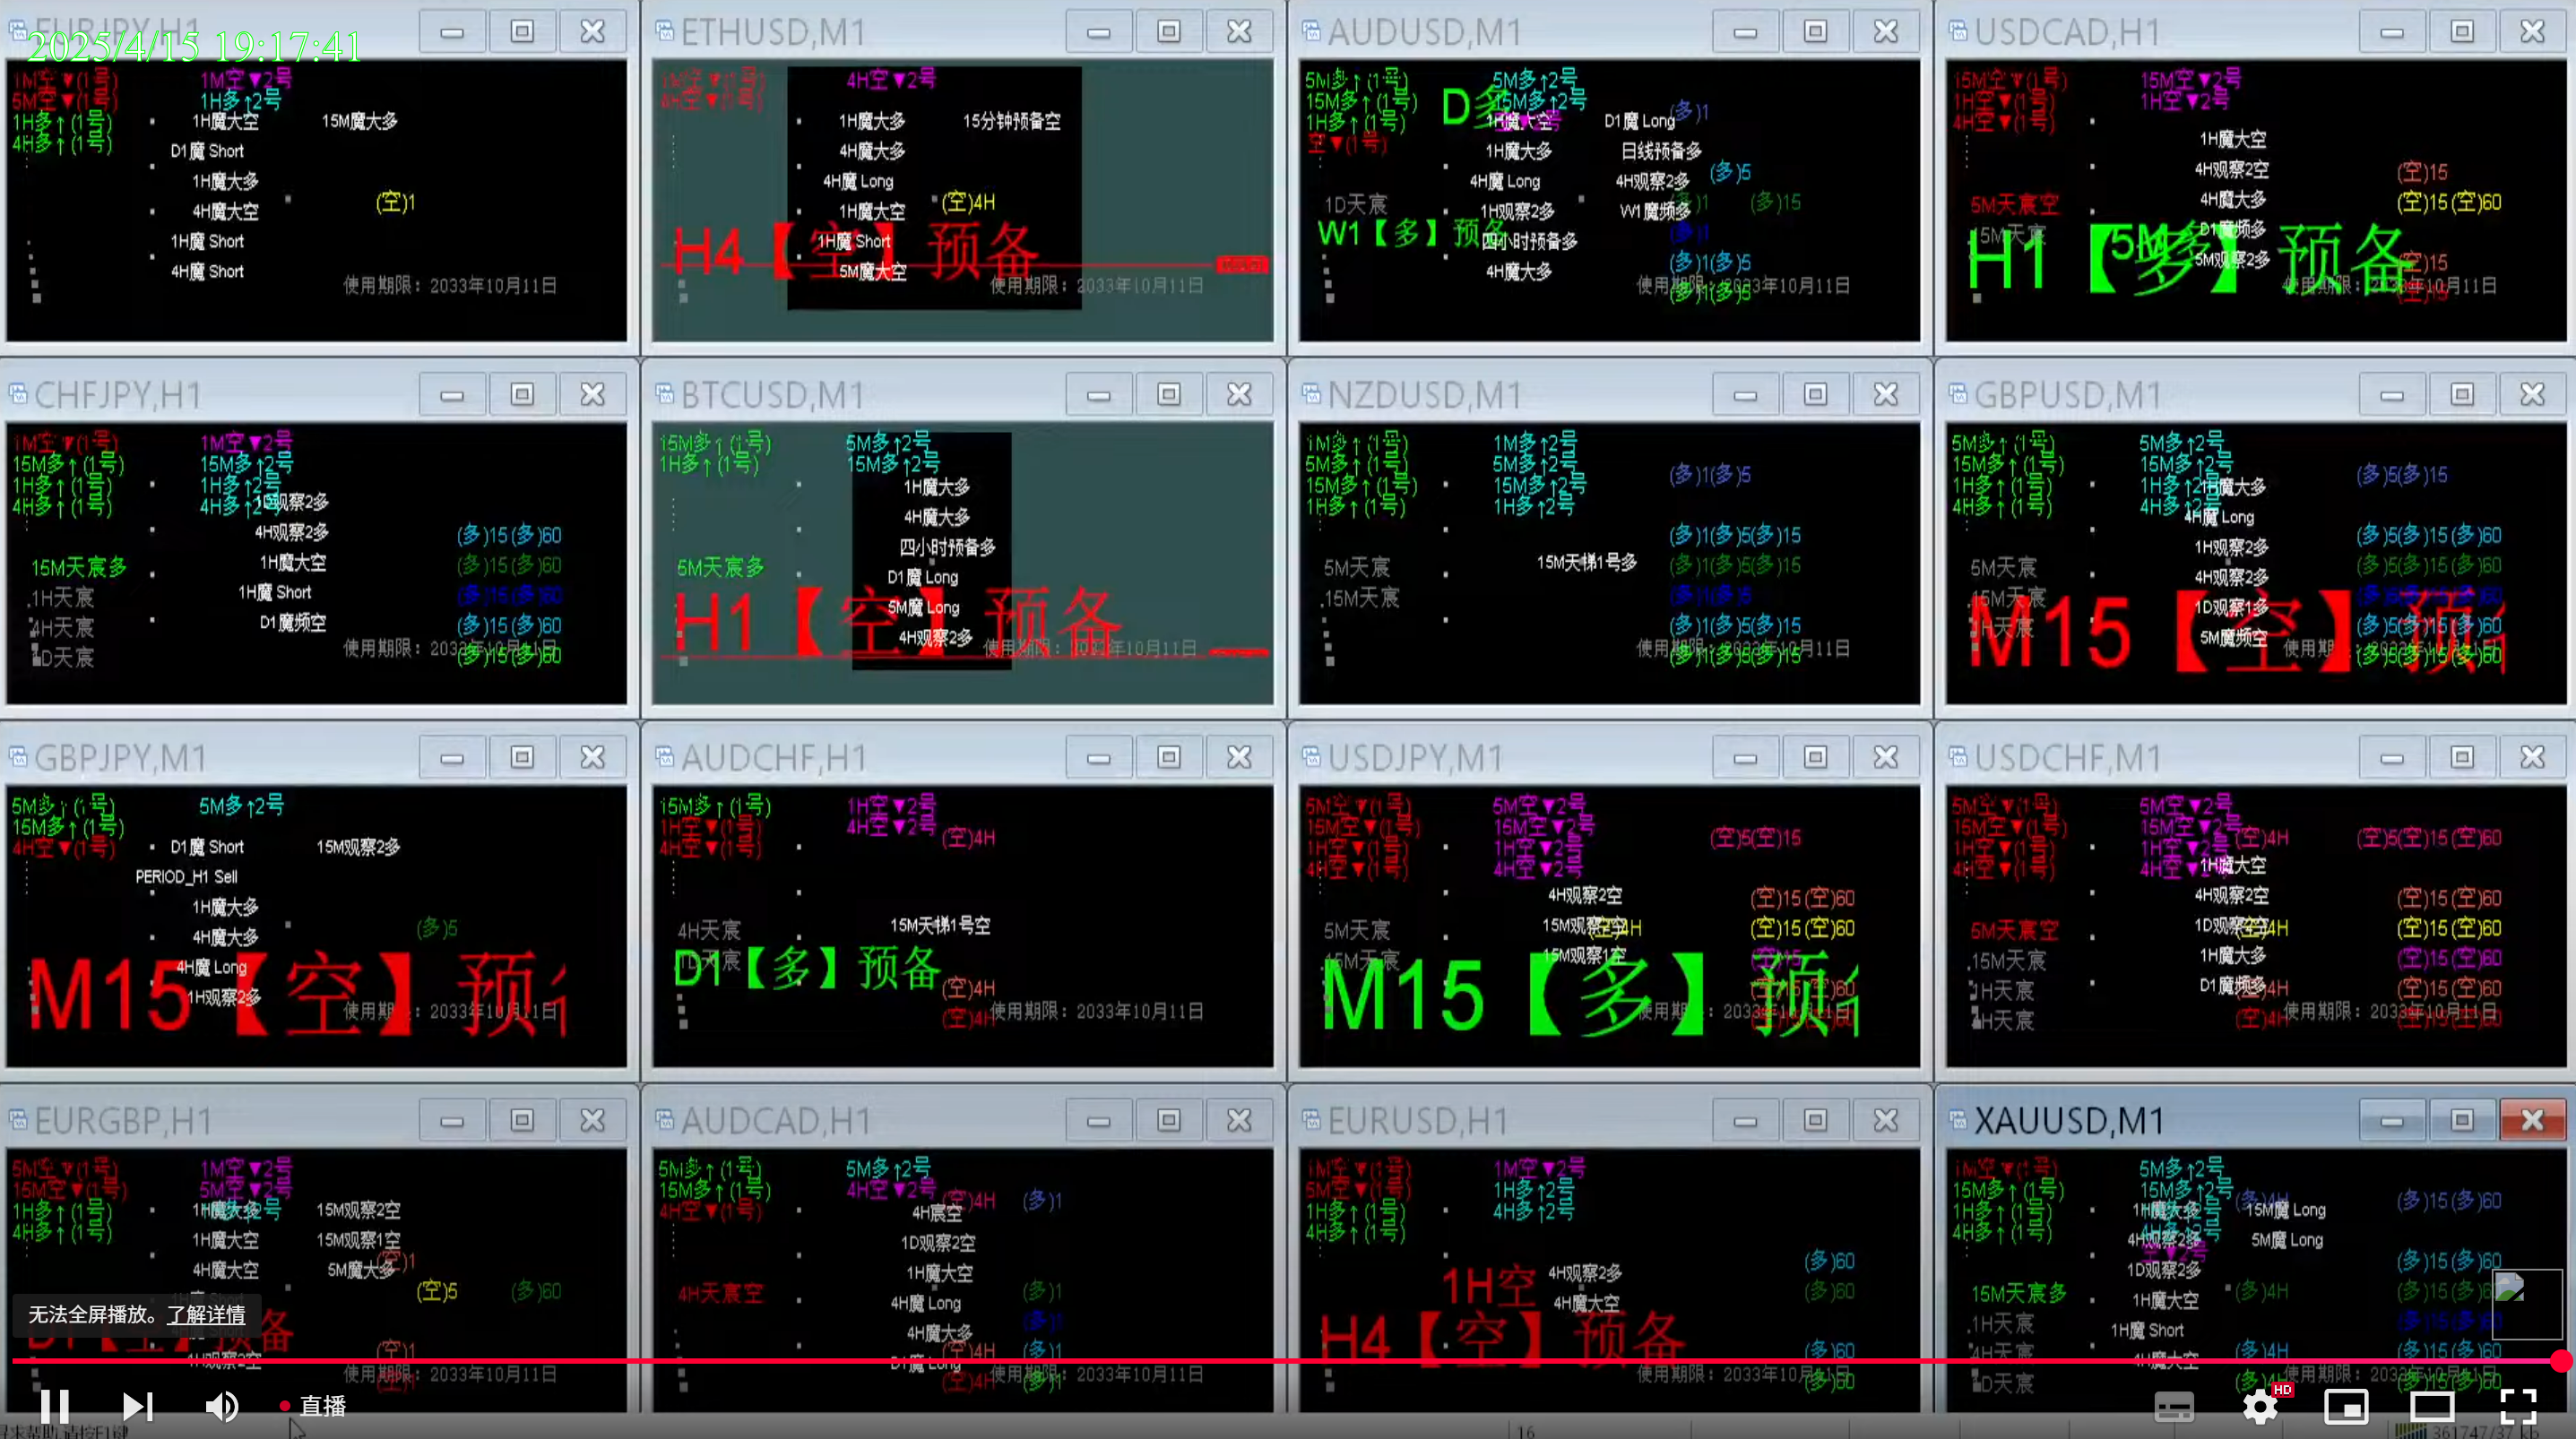 EURJPY,H1
2025/4/15 19:17:41
1M空▼(1号)
5M空▼(1号)
1H多↑(1号)
4H多↑(1号)
1M空▼2号
1H多↑2号
1H魔大空
15M魔大多
D1魔 Short
1H魔大多
4H魔大空
(空)1
1H魔 Short
4H魔 Short
使用期限：2033年10月11日
ETHUSD,M1
4H空▼(1号)
4H空▼2号
1H魔大多
15分钟预备空
4H魔大多
4H魔 Long
1H魔大空
(空)4H
1H魔 Short
H4【空】预备
5M魔大空
使用期限：2033年10月11日
AUDUSD,M1
5M多↑(1号)
15M多↑(1号)
1H多↑(1号)
空▼(1号)
D多
5M多↑2号
15M多↑2号
1H魔大空
D1魔 Long
(多)1
1H魔大多
日线预备多
4H魔 Long
4H观察2多
(多)5
1D天宸
1H观察2多
W1魔频多
(多)1
(多)15
W1【多】预备
四小时预备多
4H魔大多
(多)1(多)5
(多)1(多)5
使用期限：2033年10月11日
USDCAD,H1
15M空▼(1号)
1H空▼(1号)
4H空▼(1号)
15M空▼2号
1H空▼2号
1H魔大空
4H观察2空
(空)15
4H魔大多
(空)15(空)60
5M天宸空
15M天宸
D1魔频多
5M多
5M观察2多
(空)15
(空)15
H1【多】预备
使用期限：2033年10月11日
CHFJPY,H1
1M空▼(1号)
15M多↑(1号)
1H多↑(1号)
4H多↑(1号)
1M空▼2号
15M多↑2号
1H多↑2号
4H多↑2号
1D观察2多
4H观察2多
(多)15(多)60
1H魔大空
(多)15(多)60
15M天宸多
1H天宸
1H魔 Short
(多)15(多)60
4H天宸
D1魔频空
(多)15(多)60
1D天宸
(多)15(多)60
使用期限：2033年10月11日
BTCUSD,M1
15M多↑(1号)
1H多↑(1号)
5M多↑2号
15M多↑2号
1H魔大多
4H魔大多
四小时预备多
5M天宸多
D1魔 Long
5M魔 Long
H1【空】预备
4H观察2多
使用期限：2033年10月11日
NZDUSD,M1
1M多↑(1号)
5M多↑(1号)
15M多↑(1号)
1H多↑(1号)
1M多↑2号
5M多↑2号
15M多↑2号
1H多↑2号
(多)1(多)5
(多)1(多)5(多)15
15M天梯1号多
(多)1(多)5(多)15
5M天宸
15M天宸
(多)1(多)5
(多)1(多)5(多)15
(多)1(多)5(多)15
使用期限：2033年10月11日
GBPUSD,M1
5M多↑(1号)
15M多↑(1号)
1H多↑(1号)
4H多↑(1号)
5M多↑2号
15M多↑2号
1H多↑2号
4H多↑2号
1H魔大多
(多)5(多)15
4H魔 Long
1H观察2多
(多)5(多)15(多)60
4H观察2多
(多)5(多)15(多)60
5M天宸
15M天宸
1H天宸
1D观察1多
5M魔频空
(多)5(多)15(多)60
(多)5(多)15(多)60
M15【空】预
GBPJPY,M1
5M多↑(1号)
15M多↑(1号)
4H空▼(1号)
5M多↑2号
D1魔 Short
15M观察2多
PERIOD_H1 Sell
1H魔大多
4H魔大多
(多)5
4H魔 Long
1H观察2多
M15【空】预
使用期限：2033年10月11日
AUDCHF,H1
15M多↑(1号)
1H空▼(1号)
4H空▼(1号)
1H空▼2号
4H空▼2号
(空)4H
15M天梯1号空
4H天宸
1D天宸
D1【多】预备
(空)4H
(空)4H
使用期限：2033年10月11日
USDJPY,M1
5M空▼(1号)
15M空▼(1号)
1H空▼(1号)
4H空▼(1号)
5M空▼2号
15M空▼2号
1H空▼2号
4H空▼2号
(空)5(空)15
4H观察2空
(空)15(空)60
15M观察2空
(空)4H
(空)15(空)60
5M天宸
15M天宸
15M观察1空
(空)15
M15【多】预
USDCHF,M1
5M空▼(1号)
15M空▼(1号)
1H空▼(1号)
4H空▼(1号)
5M空▼2号
15M空▼2号
1H空▼2号
4H空▼2号
(空)4H
(空)5(空)15(空)60
1H魔大空
4H观察2空
(空)15(空)60
1D观察2空
(空)4H
(空)15(空)60
5M天宸空
15M天宸
1H天宸
4H天宸
1H魔大多
(空)15(空)60
D1魔频多
(空)4H
(空)15(空)60
(空)4H
使用期限：2033年10月11日
EURGBP,H1
5M空▼(1号)
15M空▼(1号)
1H多↑(1号)
4H多↑(1号)
1M空▼2号
5M空▼2号
1H魔大多
15M观察2空
1H魔大空
15M观察1空
4H魔大空
5M魔大多
(空)1
(空)5
(多)60
D1【空】预备
4H观察2空
(空)1
使用期限：2033年10月11日
AUDCAD,H1
5M多↑(1号)
15M多↑(1号)
4H空▼(1号)
5M多↑2号
4H空▼2号
(空)4H
(多)1
4H宸空
1D观察2空
1H魔大空
4H天宸空
4H魔 Long
(多)1
4H魔大多
(多)1
D1魔 Long
(空)4H
(多)1
(空)4H
(多)1
使用期限：2033年10月11日
EURUSD,H1
1M空▼(1号)
5M空▼(1号)
1H多↑(1号)
4H多↑(1号)
1M空▼2号
1H多↑2号
4H多↑2号
(多)60
1H空
4H观察2多
(多)60
4H魔大空
H4【空】预备
(多)60
(多)60
使用期限：2033年10月11日
XAUUSD,M1
1M空▼(1号)
15M多↑(1号)
1H多↑(1号)
4H多↑(1号)
5M多↑2号
15M多↑2号
(多)4H
(多)15(多)60
1H魔大多
15M魔 Long
4H观察2多
5M魔 Long
空▼2号
1D观察2多
(多)15(多)60
15M天宸多
1H天宸
4H天宸
1D天宸
1H魔大空
(多)4H
1H魔 Short
4H魔大空
(多)4H
(多)15(多)60
使用期限：2033年10月11日
无法全屏播放。了解详情
直播
HD
16
361747/37 kb